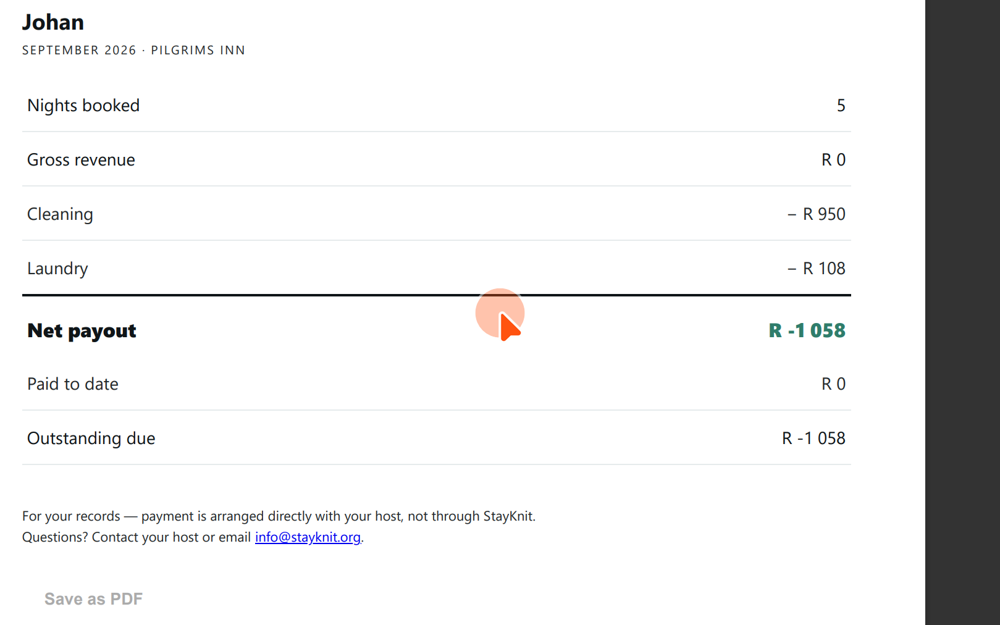 Johan
SEPTEMBER 2026 · PILGRIMS INN
Nights booked 5
Gross revenue R 0
Cleaning – R 950
Laundry – R 108
Net payout R -1 058
Paid to date R 0
Outstanding due R -1 058
For your records — payment is arranged directly with your host, not through StayKnit.
Questions? Contact your host or email info@stayknit.org.
Save as PDF